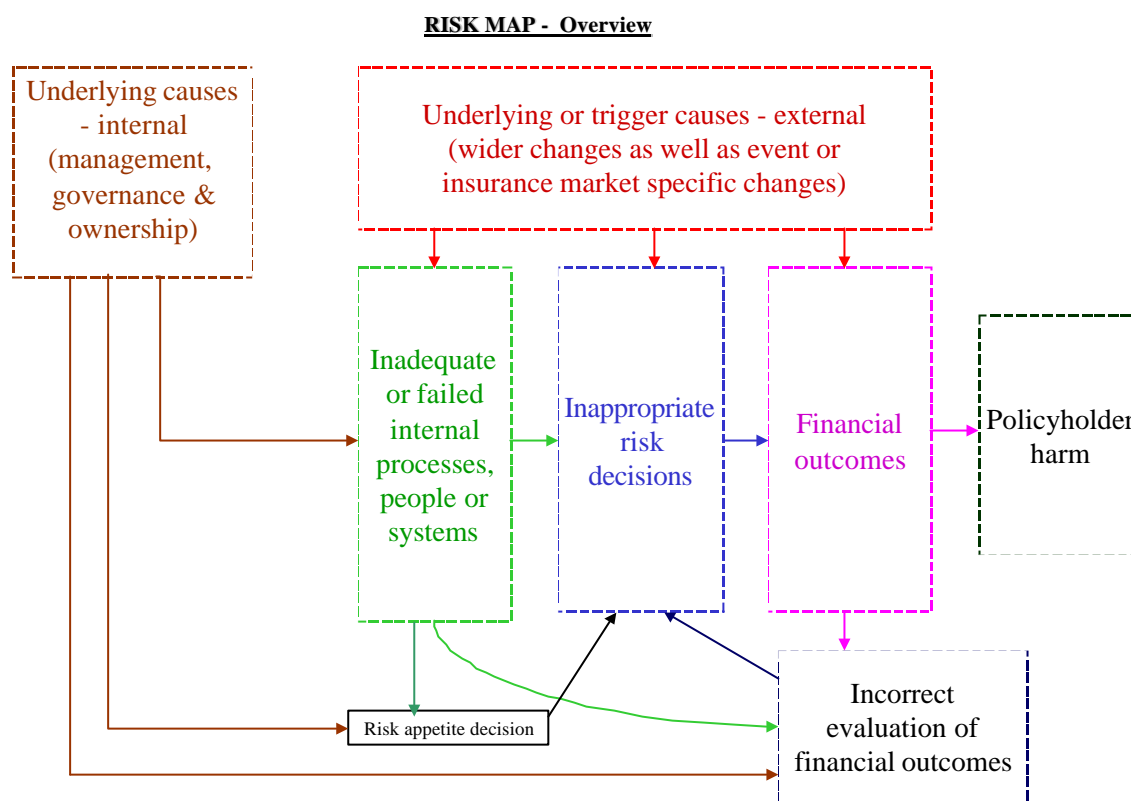 RISK MAP - Overview
Underlying causes
- internal
(management,
governance &
ownership)
Underlying or trigger causes - external
(wider changes as well as event or
insurance market specific changes)
Inadequate
or failed
internal
processes,
people or
systems
Inappropriate
risk
decisions
Financial
outcomes
Policyholder
harm
Risk appetite decision
Incorrect
evaluation of
financial outcomes